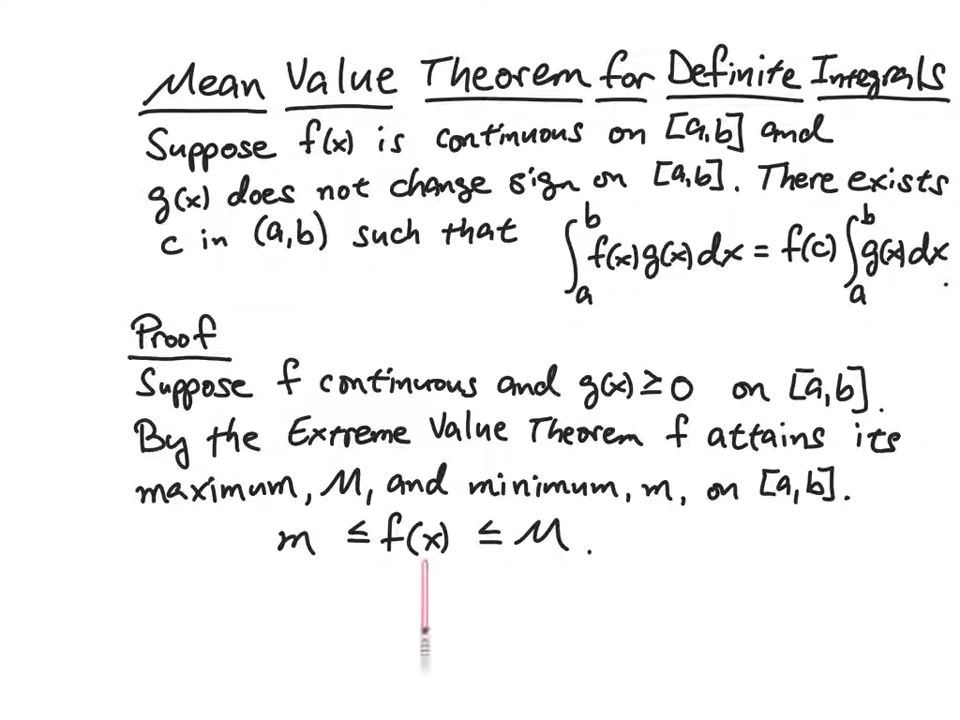 Mean Value Theorem for Definite Integrals
Suppose f(x) is continuous on [a,b] and
g(x) does not change sign on [a,b]. There exists
c in (a,b) such that ∫_a^b f(x)g(x)dx = f(c)∫_a^b g(x)dx.
Proof
Suppose f continuous and g(x) ≥ 0 on [a,b].
By the Extreme Value Theorem f attains its
maximum, M, and minimum, m, on [a,b].
m ≤ f(x) ≤ M.